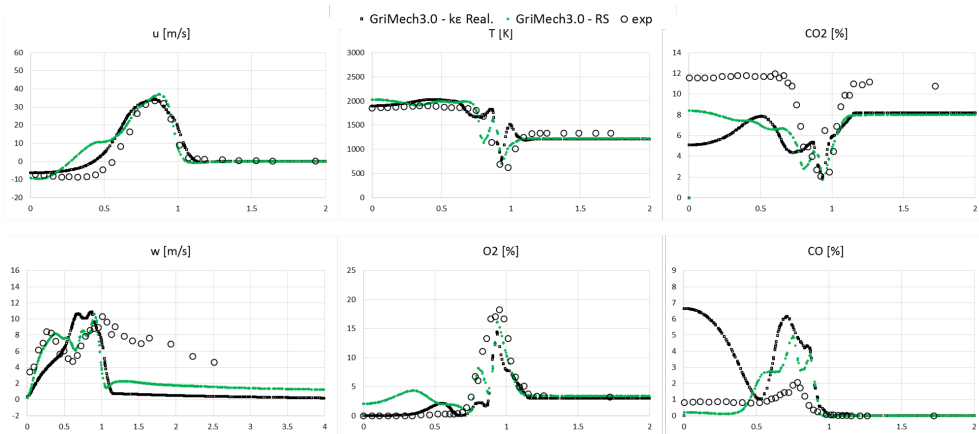 GriMech3.0 - kε Real. GriMech3.0 - RS exp
u [m/s] T [K] CO2 [%]
60 3000 14
50 2500 12
40 10
30 2000 8
20 1500 6
10 1000 4
0 500 2
-10
-20 0 0
0 0.5 1 1.5 2 0 0.5 1 1.5 2 0 0.5 1 1.5 2
w [m/s] O2 [%] CO [%]
16 25 7
14 6
12 20 5
10 15 4
8
6 10 3
4 2
2 5 1
0
-2 0 0
0 0.5 1 1.5 2 2.5 3 3.5 4 0 0.5 1 1.5 2 0 0.5 1 1.5 2